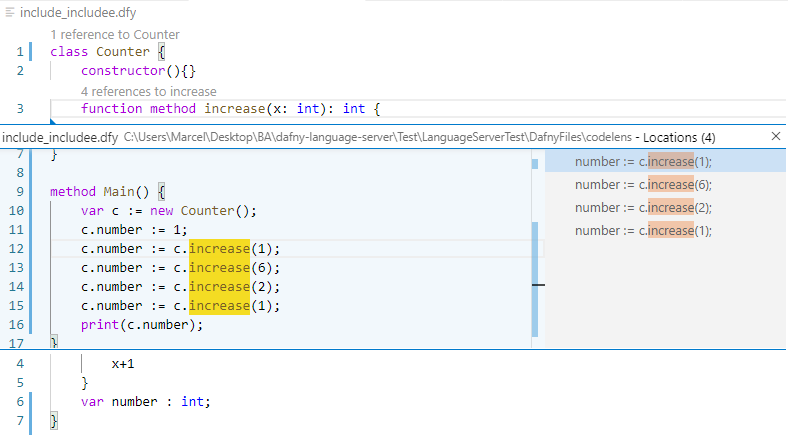 include_includee.dfy
1 reference to Counter
1 class Counter {
2 constructor(){}
4 references to increase
3 function method increase(x: int): int {
include_includee.dfy C:\Users\Marcel\Desktop\BA\dafny-language-server\Test\LanguageServerTest\DafnyFiles\codelens - Locations (4)
7 }
8
9 method Main() {
10 var c := new Counter();
11 c.number := 1;
12 c.number := c.increase(1);
13 c.number := c.increase(6);
14 c.number := c.increase(2);
15 c.number := c.increase(1);
16 print(c.number);
17 }
number := c.increase(1);
number := c.increase(6);
number := c.increase(2);
number := c.increase(1);
4 x+1
5 }
6 var number : int;
7 }